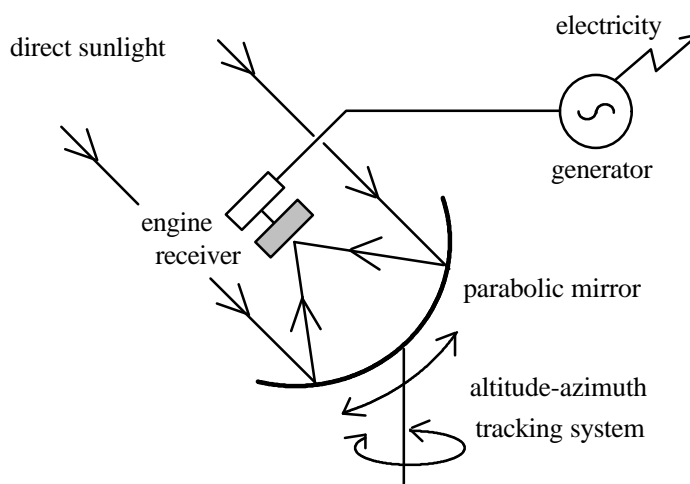 electricity
direct sunlight
generator
engine
receiver
parabolic mirror
altitude-azimuth
tracking system